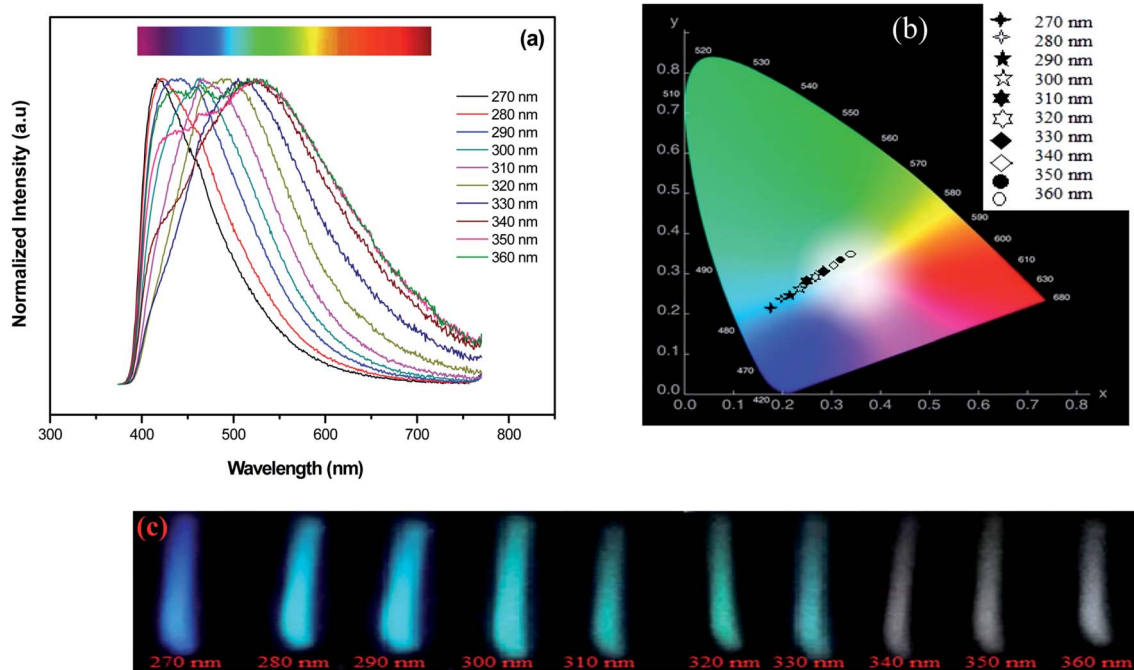 (a)
Normalized Intensity (a.u)
270 nm
280 nm
290 nm
300 nm
310 nm
320 nm
330 nm
340 nm
350 nm
360 nm
300 400 500 600 700 800
Wavelength (nm)
(b)
y
0.8
0.7
0.6
0.5
0.4
0.3
0.2
0.1
0.0
0.0 0.1 0.2 0.3 0.4 0.5 0.6 0.7 0.8
x
420
470
480
490
510
520
530
540
550
560
570
580
590
600
610
630
680
270 nm
280 nm
290 nm
300 nm
310 nm
320 nm
330 nm
340 nm
350 nm
360 nm
(c)
270 nm 280 nm 290 nm 300 nm 310 nm 320 nm 330 nm 340 nm 350 nm 360 nm